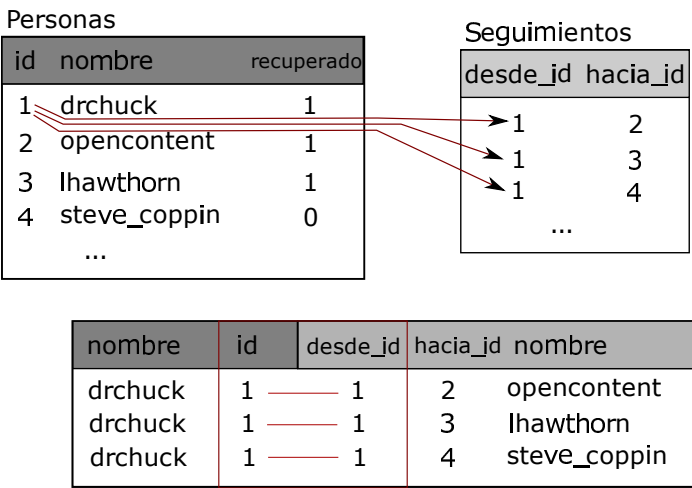 Personas
id nombre recuperado
1 drchuck 1
2 opencontent 1
3 lhawthorn 1
4 steve_coppin 0
...
Seguimientos
desde_id hacia_id
1 2
1 3
1 4
...
nombre id desde_id hacia_id nombre
drchuck 1 1 2 opencontent
drchuck 1 1 3 lhawthorn
drchuck 1 1 4 steve_coppin